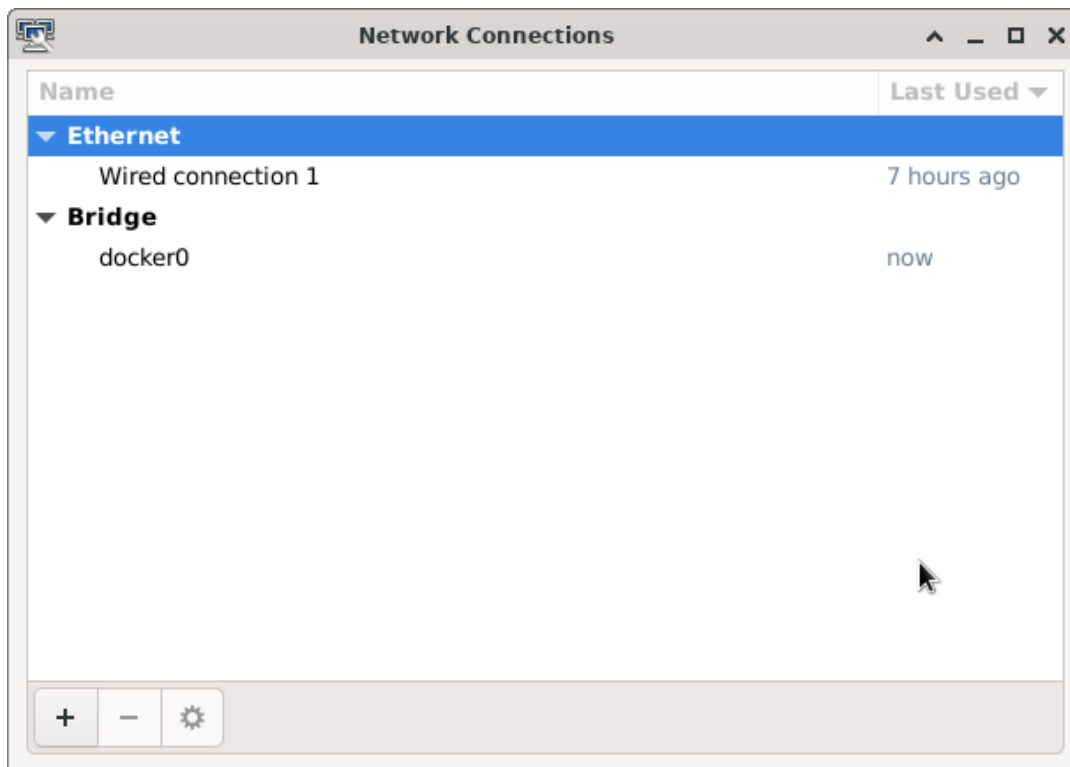 Network Connections
Name Last Used
Ethernet
Wired connection 1 7 hours ago
Bridge
docker0 now